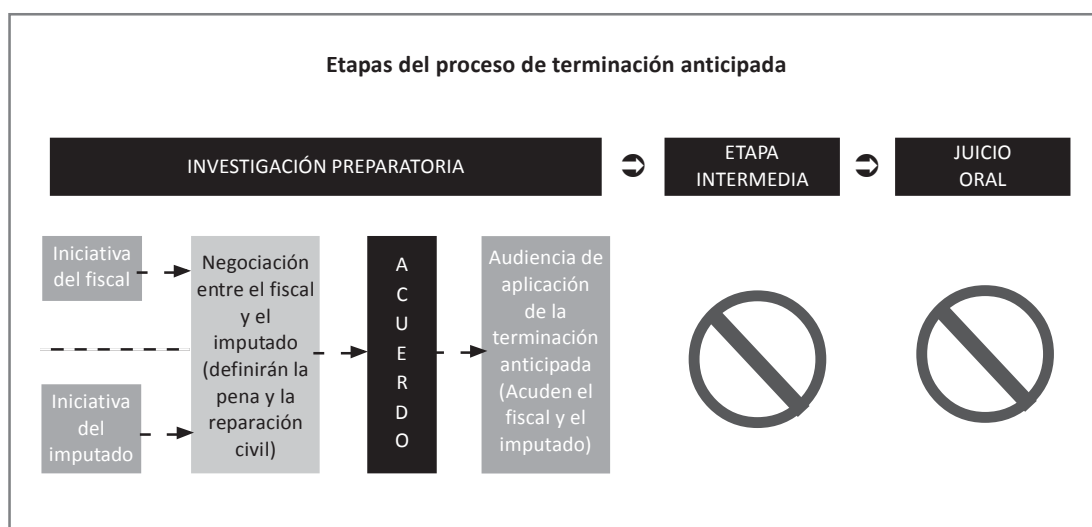 Etapas del proceso de terminación anticipada
INVESTIGACIÓN PREPARATORIA
ETAPA
INTERMEDIA
JUICIO
ORAL
Iniciativa
del fiscal
Iniciativa
del
imputado
Negociación
entre el fiscal
y el
imputado
(definirán la
pena y la
reparación
civil)
A
C
U
E
R
D
O
Audiencia de
aplicación
de la
terminación
anticipada
(Acuden el
fiscal y el
imputado)